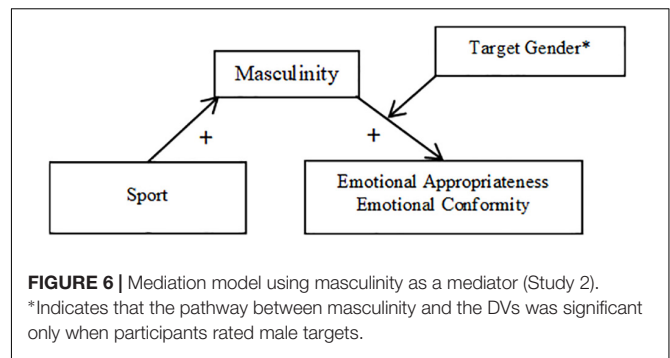 Target Gender*
Masculinity
+
+
Sport
Emotional Appropriateness
Emotional Conformity
FIGURE 6 | Mediation model using masculinity as a mediator (Study 2).
*Indicates that the pathway between masculinity and the DVs was significant
only when participants rated male targets.